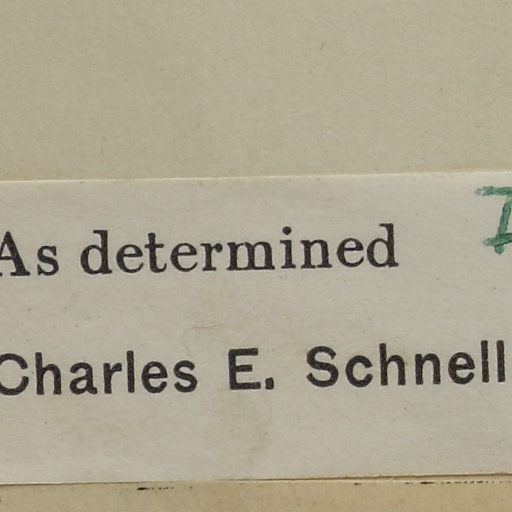 As determined
Charles E. Schnell